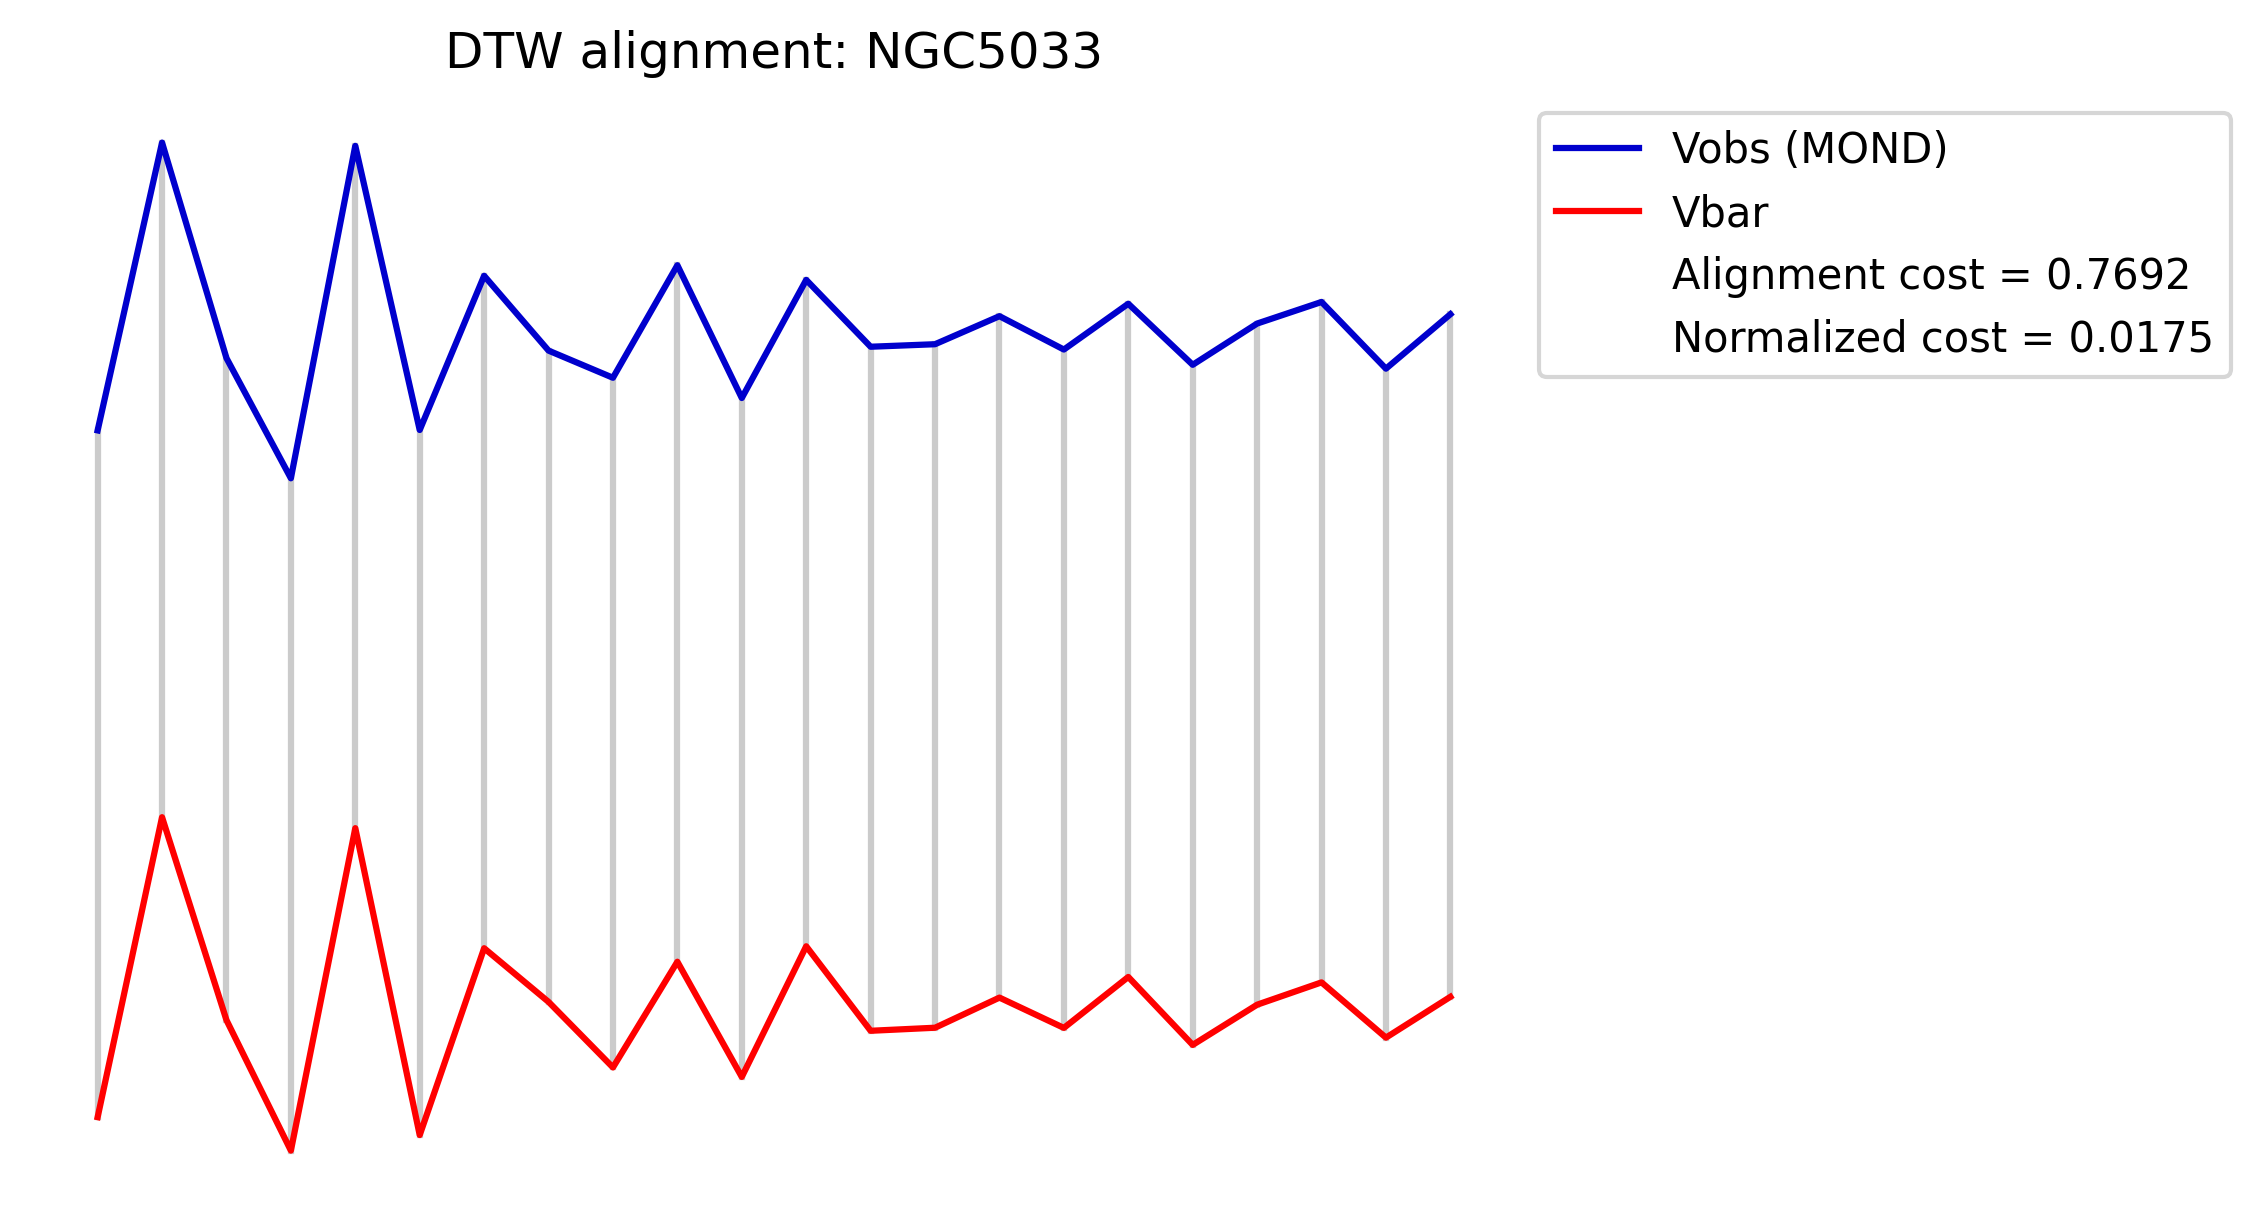 DTW alignment: NGC5033
Vobs (MOND)
Vbar
Alignment cost = 0.7692
Normalized cost = 0.0175